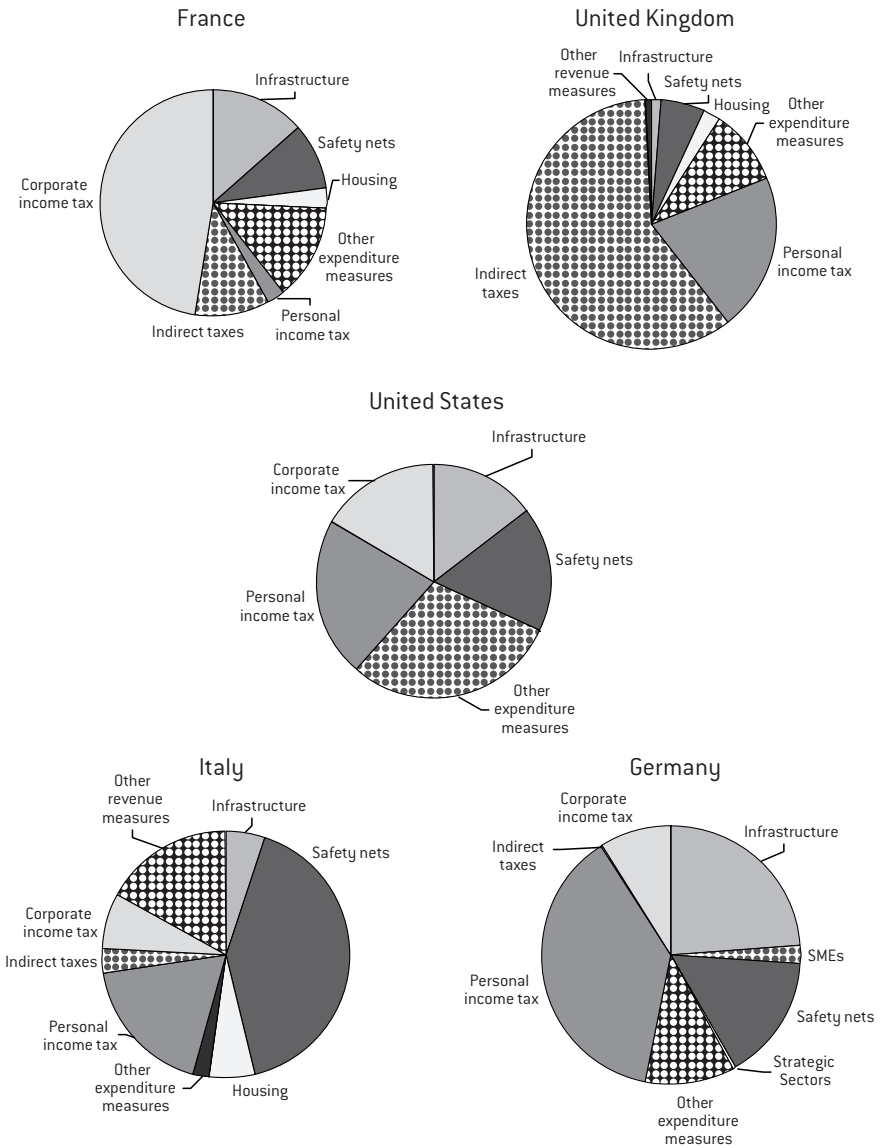 France
Infrastructure
Safety nets
Housing
Other
expenditure
measures
Personal
income tax
Indirect taxes
Corporate
income tax
United Kingdom
Other
revenue
measures
Infrastructure
Safety nets
Housing
Other
expenditure
measures
Personal
income tax
Indirect
taxes
United States
Infrastructure
Safety nets
Other
expenditure
measures
Personal
income tax
Corporate
income tax
Italy
Other
revenue
measures
Infrastructure
Safety nets
Housing
Other
expenditure
measures
Personal
income tax
Indirect taxes
Corporate
income tax
Germany
Corporate
income tax
Infrastructure
Indirect
taxes
SMEs
Safety nets
Strategic
Sectors
Other
expenditure
measures
Personal
income tax